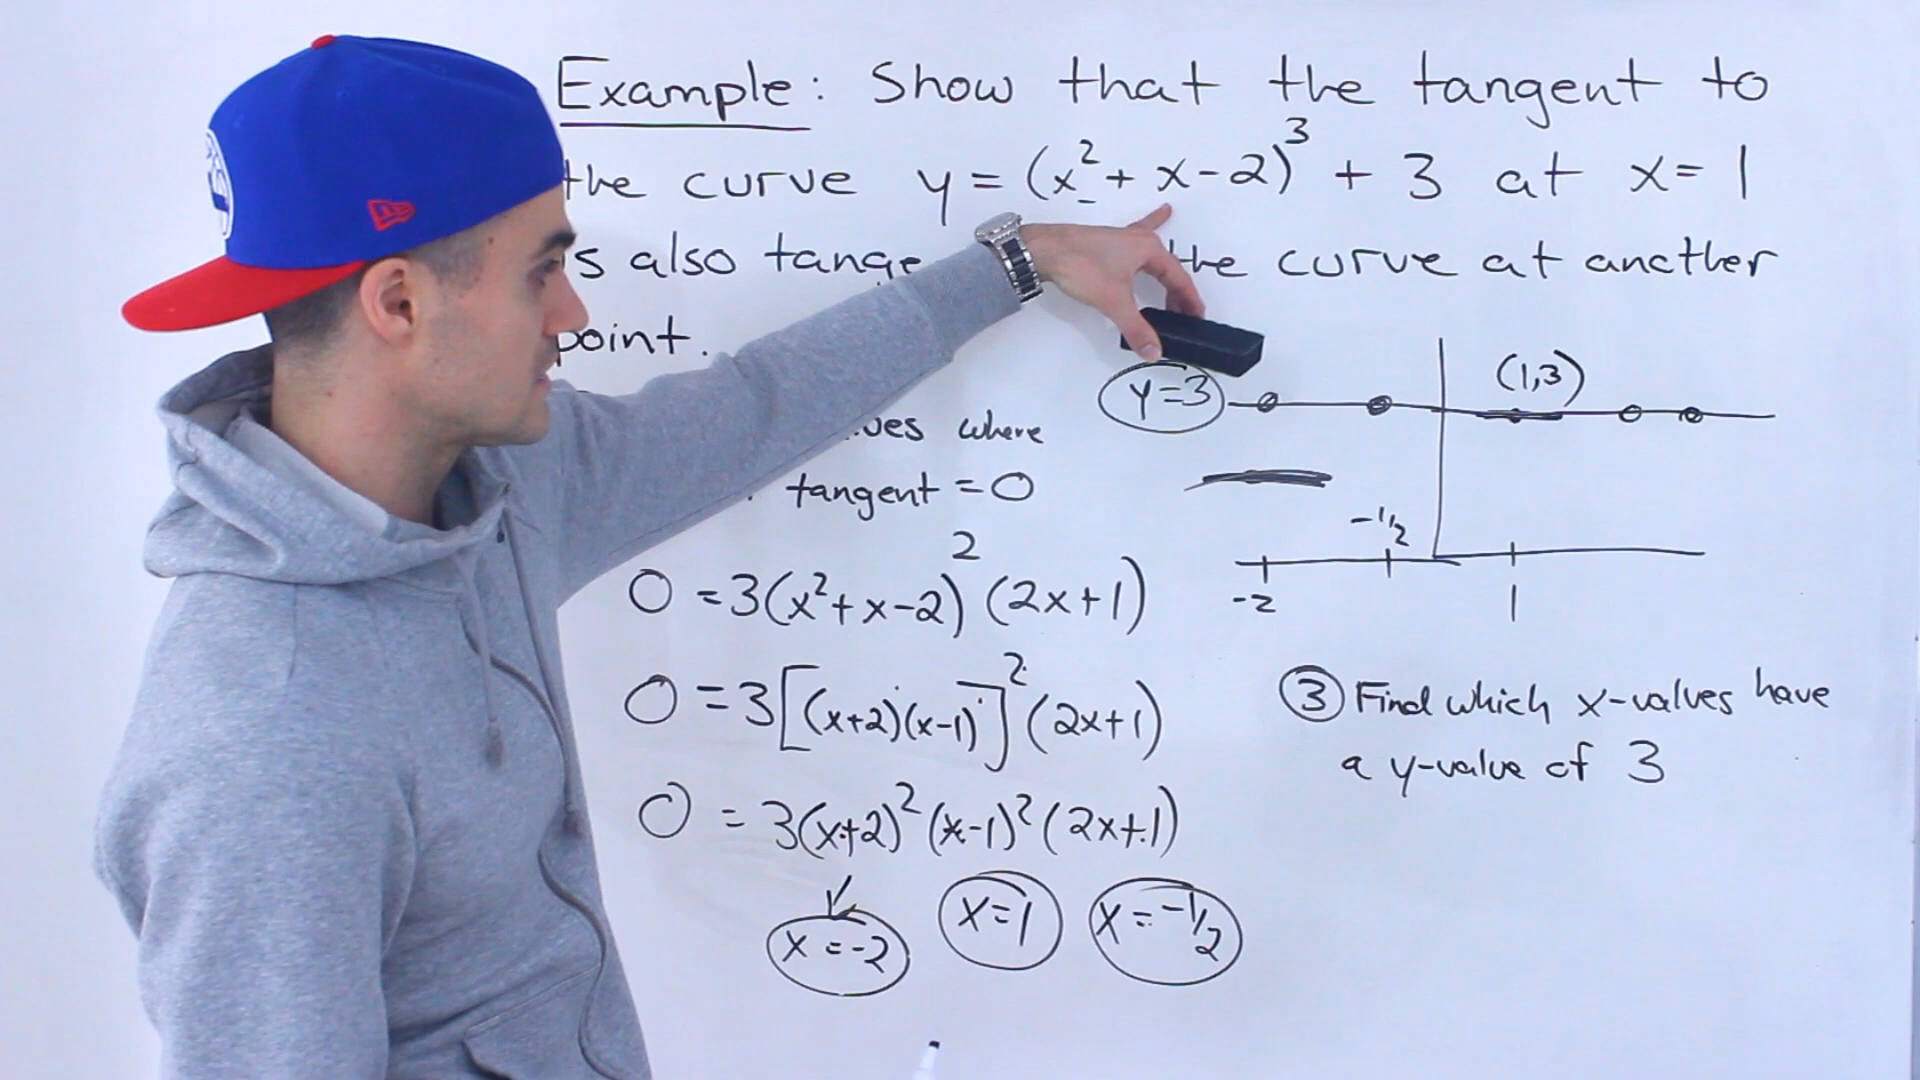 Example: Show that the tangent to
the curve y = (x² + x - 2)³ + 3 at x = 1
s also tange the curve at another
point.
y=3
(1,3)
where
tangent = 0
-1/2
-2
1
0 = 3(x²+x-2)² (2x+1)
0 = 3[(x+2)(x-1)]² (2x+1)
0 = 3(x+2)² (x-1)² (2x+1)
x = -2 x=1 x = -1/2
③ Find which x-values have
a y-value of 3